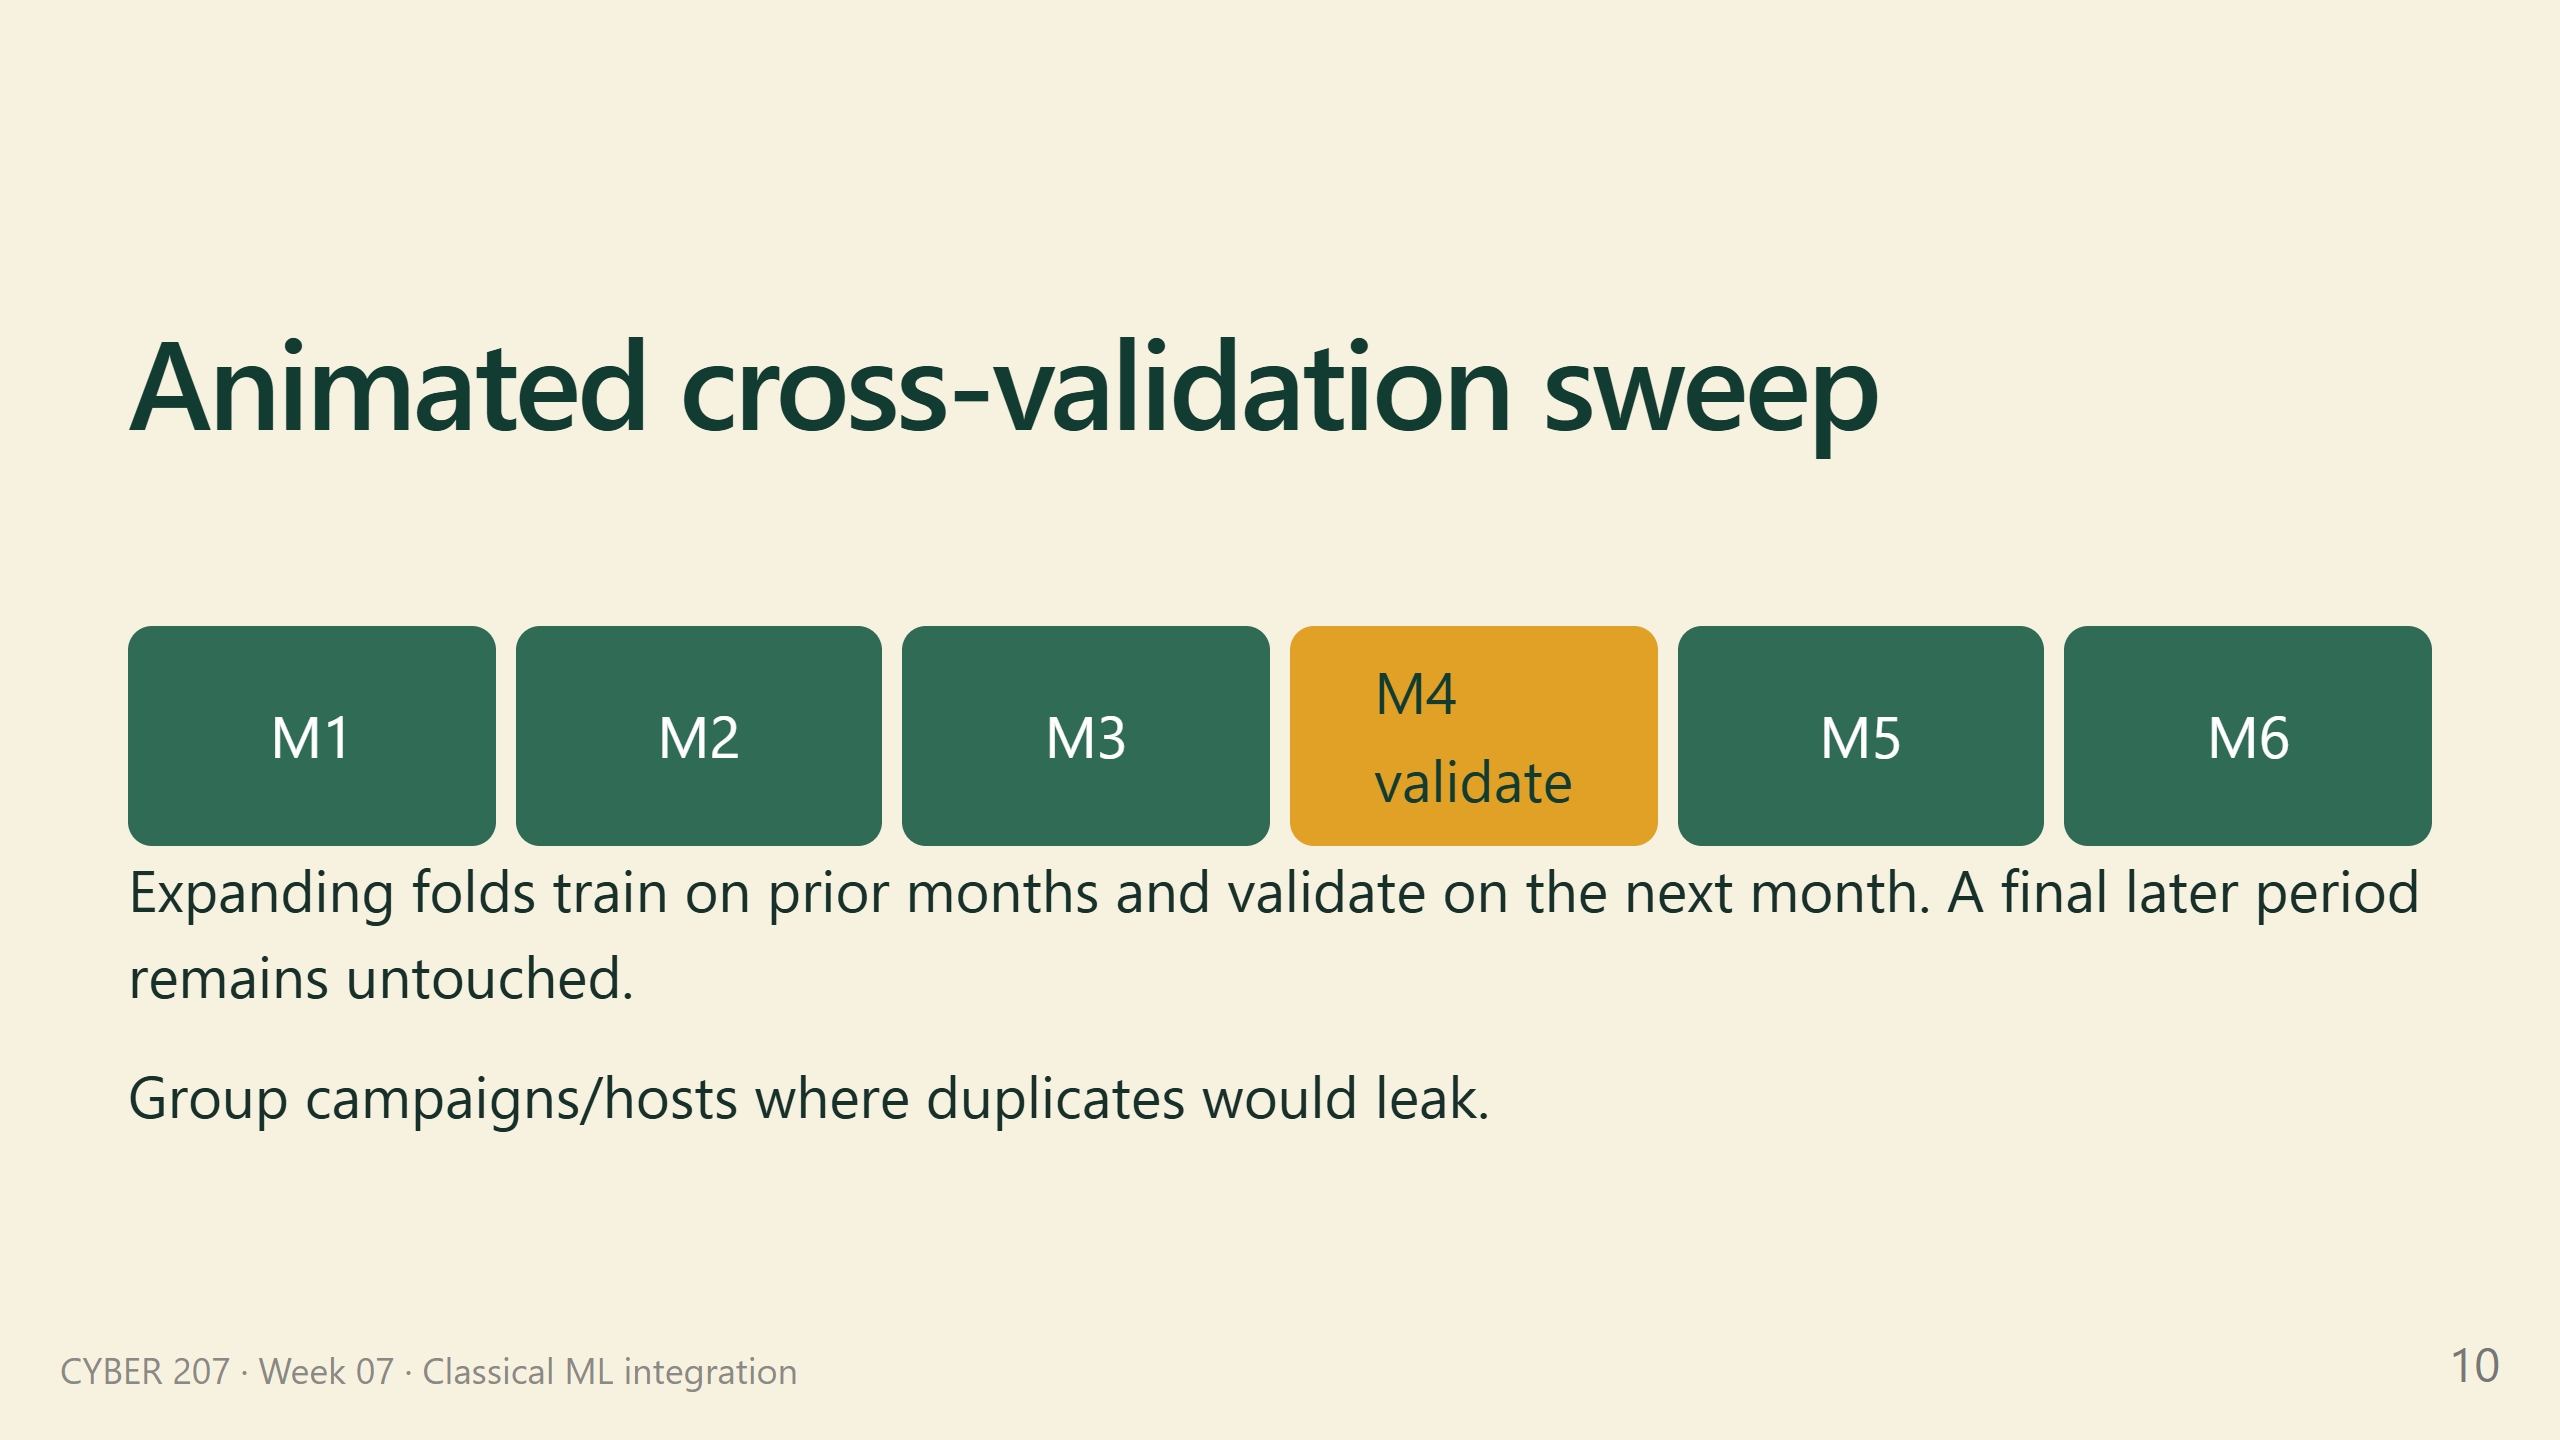 Animated cross-validation sweep
M1
M2
M3
M4
validate
M5
M6
Expanding folds train on prior months and validate on the next month. A final later period
remains untouched.
Group campaigns/hosts where duplicates would leak.
CYBER 207 · Week 07 · Classical ML integration
10